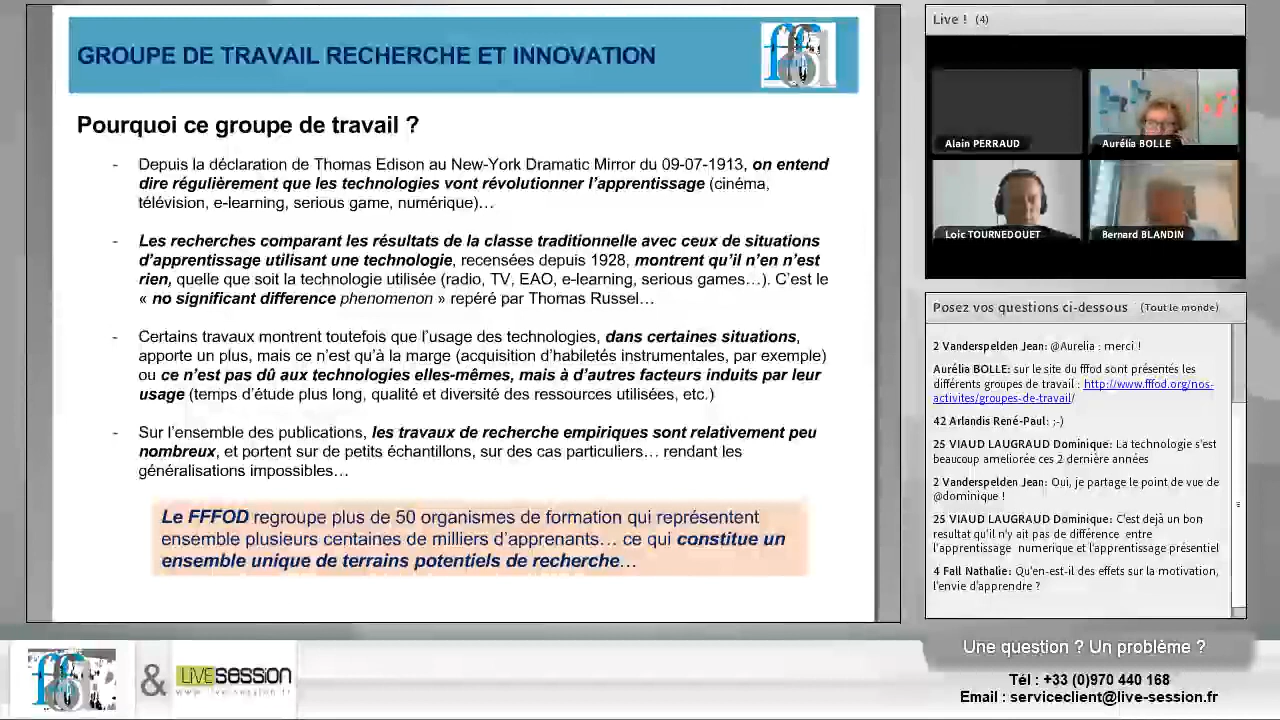 GROUPE DE TRAVAIL RECHERCHE ET INNOVATION
Pourquoi ce groupe de travail ?
- Depuis la déclaration de Thomas Edison au New-York Dramatic Mirror du 09-07-1913, on entend
dire régulièrement que les technologies vont révolutionner l'apprentissage (cinéma,
télévision, e-learning, serious game, numérique)…
- Les recherches comparant les résultats de la classe traditionnelle avec ceux de situations
d'apprentissage utilisant une technologie, recensées depuis 1928, montrent qu'il n'en n'est
rien, quelle que soit la technologie utilisée (radio, TV, EAO, e-learning, serious games…). C'est le
« no significant difference phenomenon » repéré par Thomas Russel…
- Certains travaux montrent toutefois que l'usage des technologies, dans certaines situations,
apporte un plus, mais ce n'est qu'à la marge (acquisition d'habiletés instrumentales, par exemple)
ou ce n'est pas dû aux technologies elles-mêmes, mais à d'autres facteurs induits par leur
usage (temps d'étude plus long, qualité et diversité des ressources utilisées, etc.)
- Sur l'ensemble des publications, les travaux de recherche empiriques sont relativement peu
nombreux, et portent sur de petits échantillons, sur des cas particuliers… rendant les
généralisations impossibles…
Le FFFOD regroupe plus de 50 organismes de formation qui représentent
ensemble plusieurs centaines de milliers d'apprenants… ce qui constitue un
ensemble unique de terrains potentiels de recherche…
Live ! (4)
Alain PERRAUD
Aurélia BOLLE
Loic TOURNEDOUET
Bernard BLANDIN
Posez vos questions ci-dessous (Tout le monde)
2 Vanderspelden Jean: @Aurelia : merci !
Aurélia BOLLE: sur le site du fffod sont présentés les
différents groupes de travail : http://www.fffod.org/nos-
activites/groupes-de-travail/
42 Arlandis René-Paul: ;-)
25 VIAUD LAUGRAUD Dominique: La technologie s'est
beaucoup ameliorée ces 2 dernière années
2 Vanderspelden Jean: Oui, je partage le point de vue de
@dominique !
25 VIAUD LAUGRAUD Dominique: C'est dejà un bon
resultat qu'il n'y ait pas de différence entre
l'apprentissage numerique et l'apprentissage présentiel
4 Fall Nathalie: Qu'en-est-il des effets sur la motivation,
l'envie d'apprendre ?
& LIVESESSION
www.live-session.fr
Une question ? Un problème ?
Tél : +33 (0)970 440 168
Email : serviceclient@live-session.fr